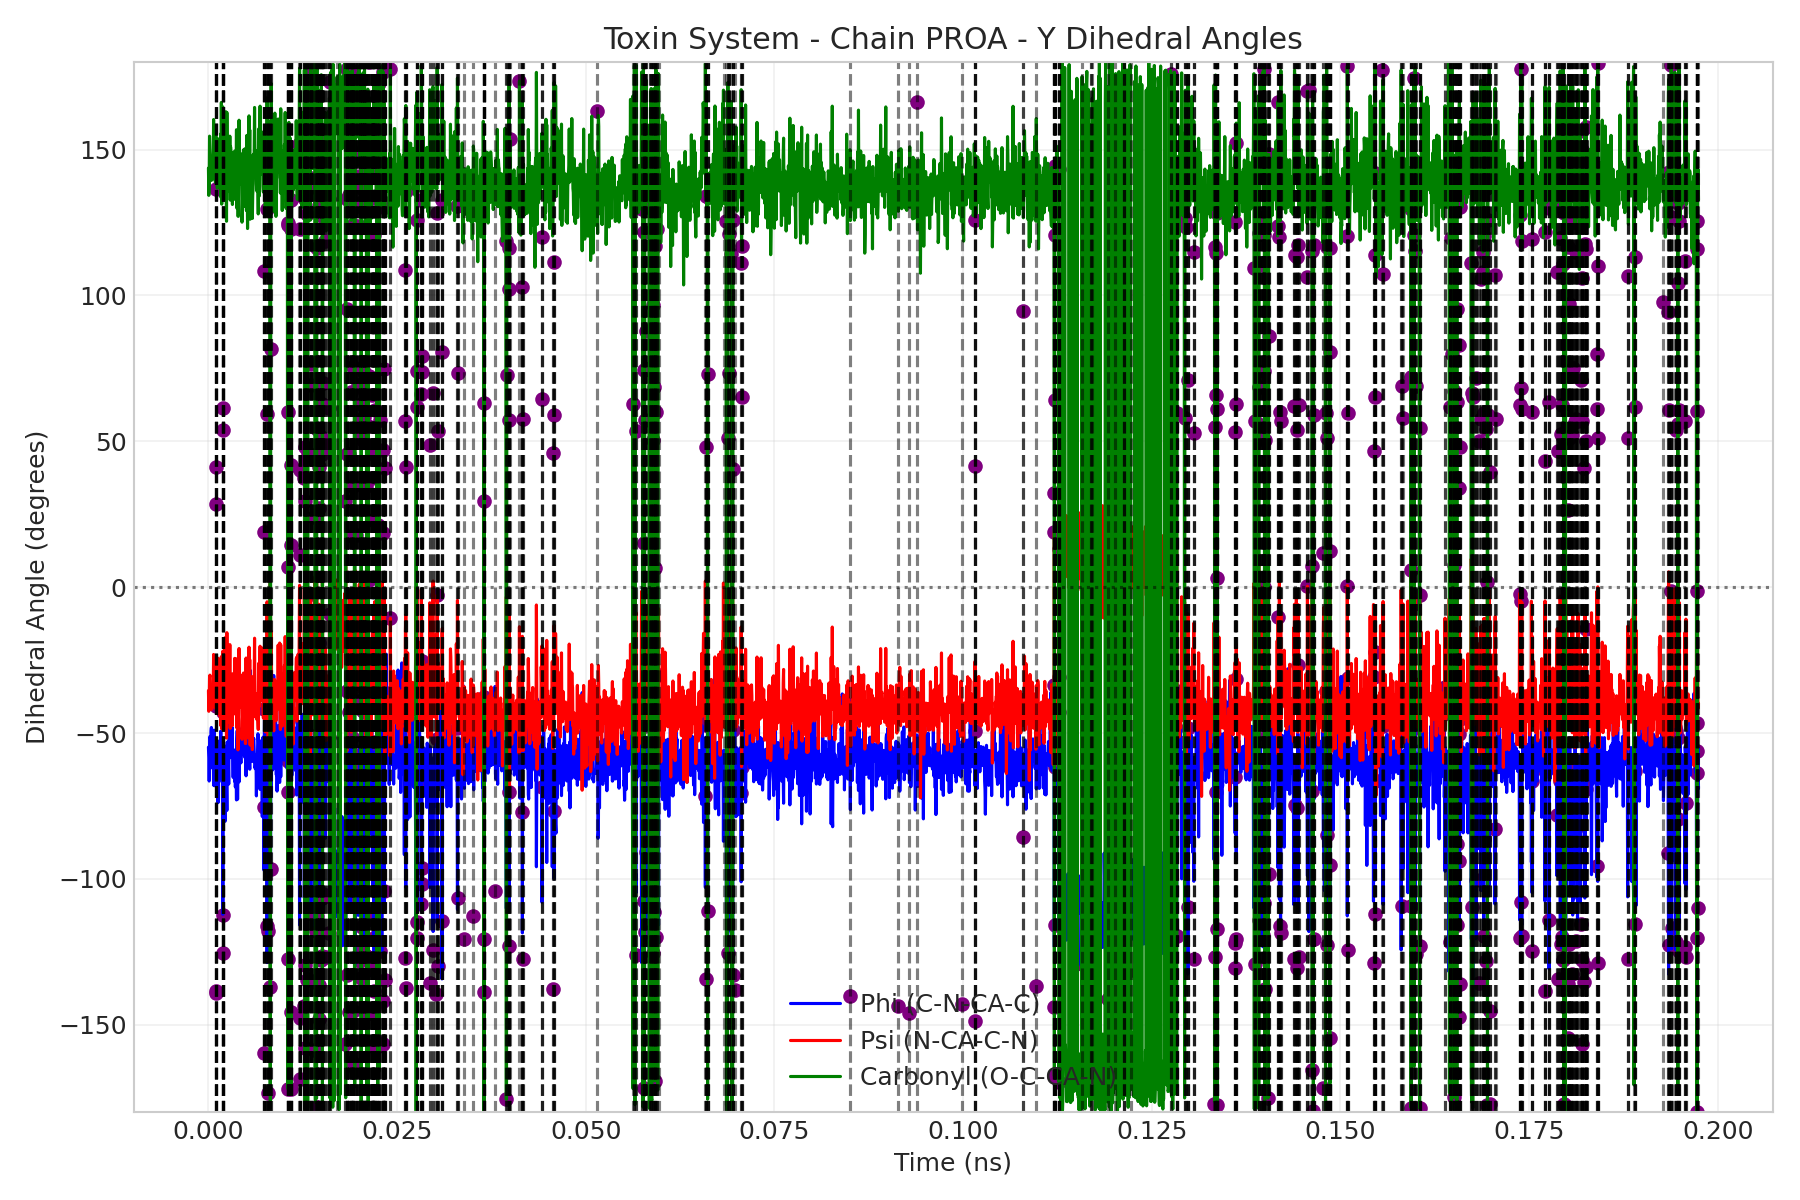 Toxin System - Chain PROA - Y Dihedral Angles
Dihedral Angle (degrees)
150
100
50
0
−50
−100
−150
Phi (C-N-CA-C)
Psi (N-CA-C-N)
Carbonyl (O-C-CA-N)
0.000 0.025 0.050 0.075 0.100 0.125 0.150 0.175 0.200
Time (ns)